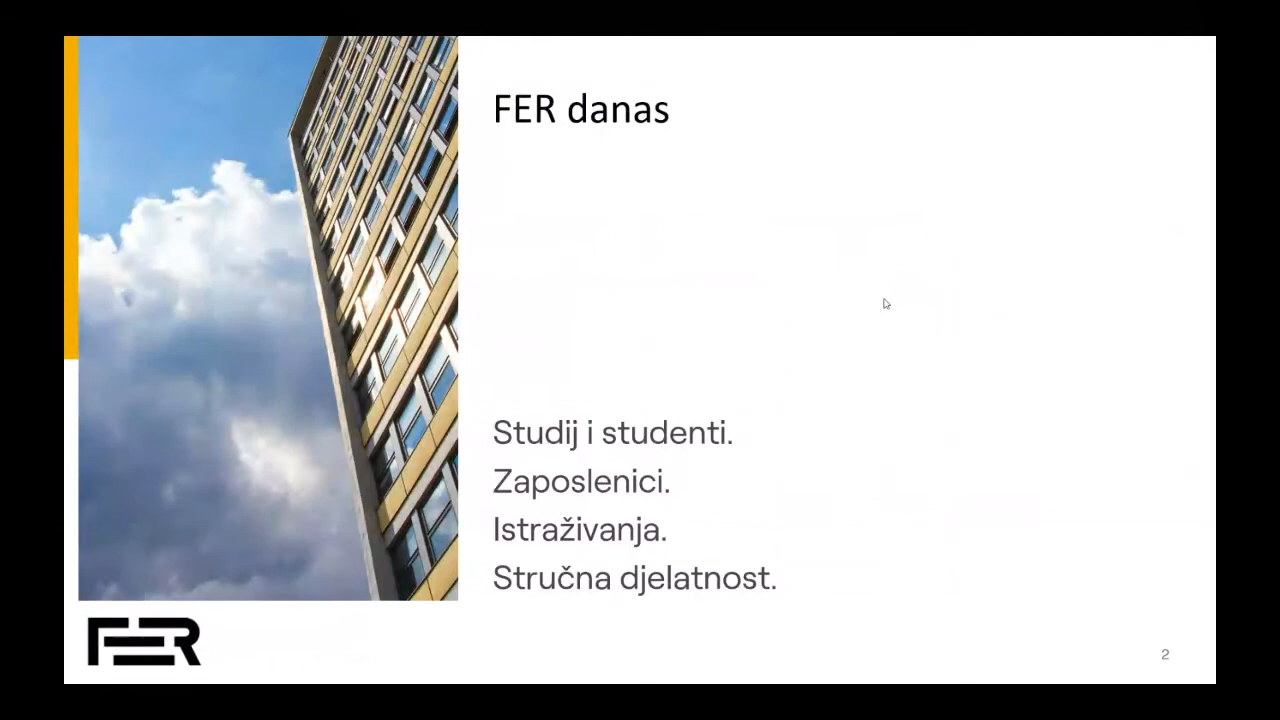 FER danas
Studij i studenti.
Zaposlenici.
Istraživanja.
Stručna djelatnost.
FER
2